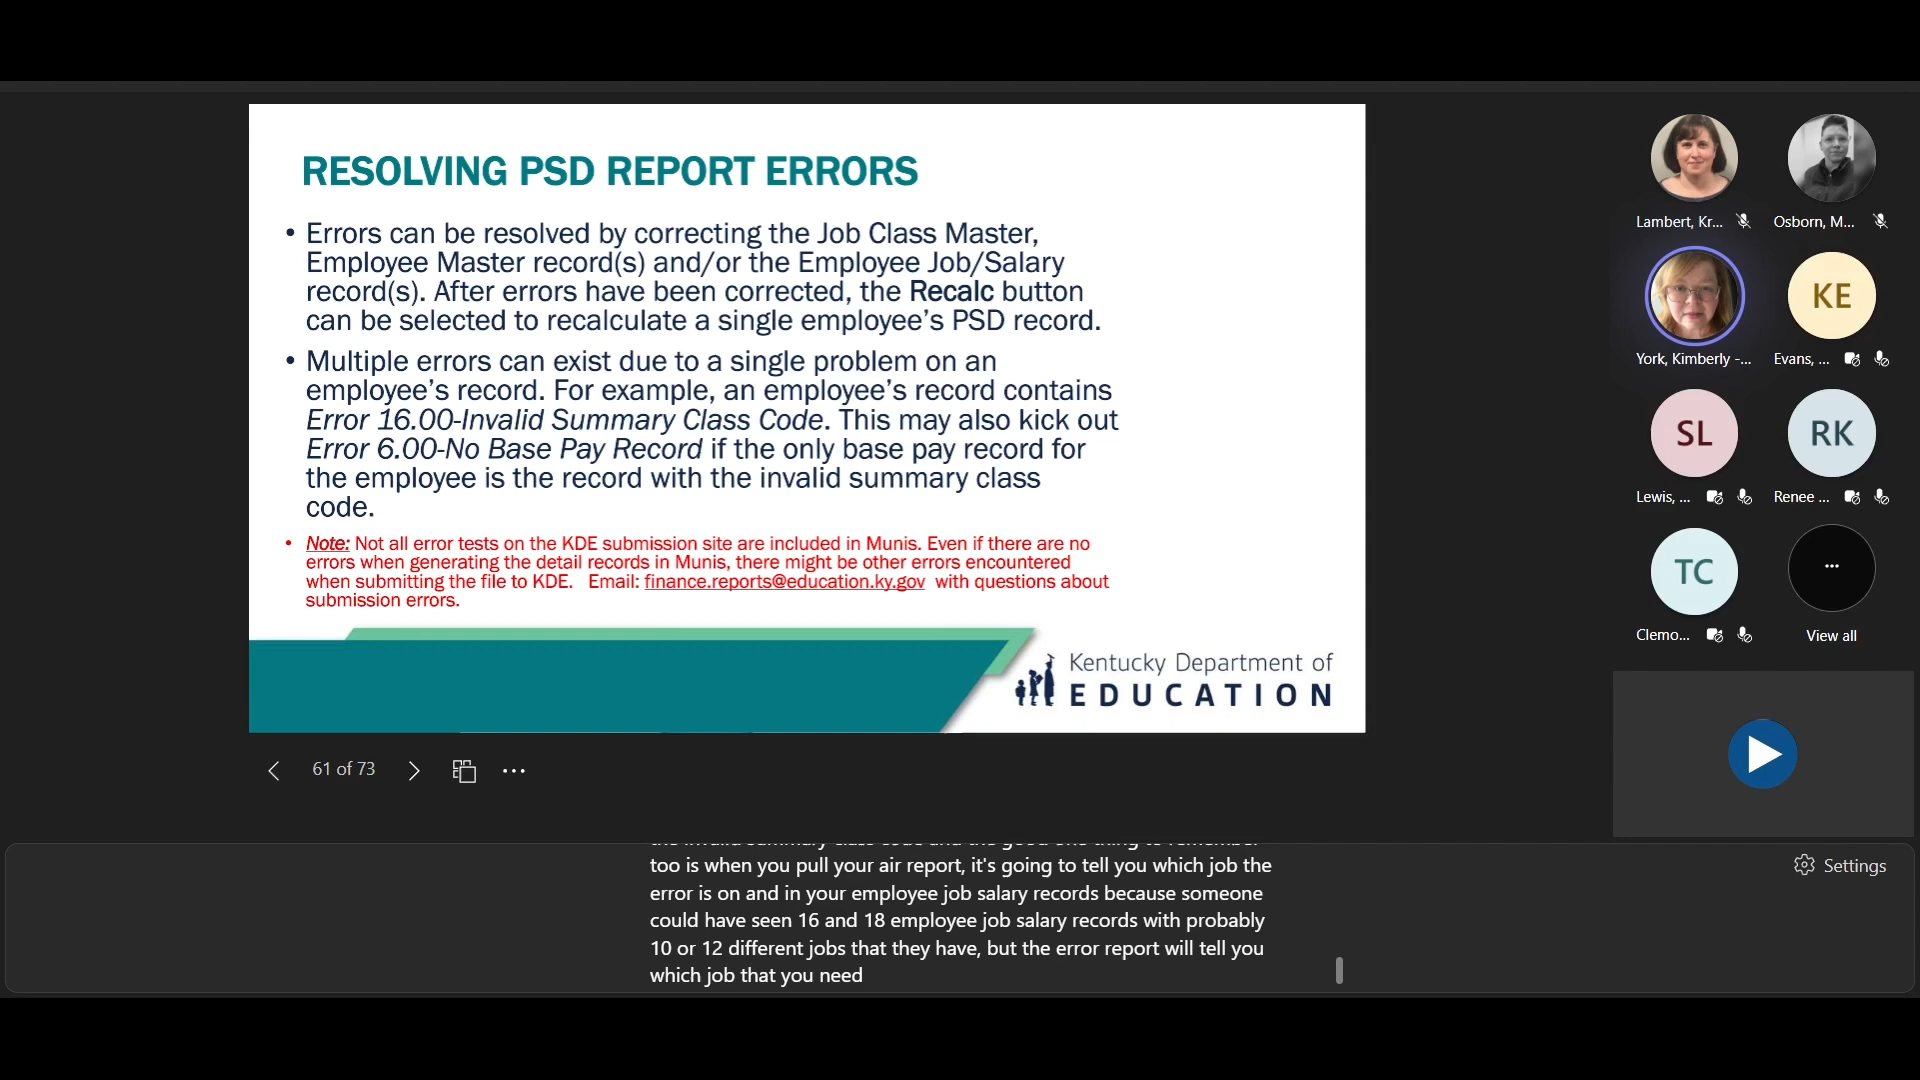 RESOLVING PSD REPORT ERRORS
• Errors can be resolved by correcting the Job Class Master,
Employee Master record(s) and/or the Employee Job/Salary
record(s). After errors have been corrected, the Recalc button
can be selected to recalculate a single employee’s PSD record.
• Multiple errors can exist due to a single problem on an
employee’s record. For example, an employee’s record contains
Error 16.00-Invalid Summary Class Code. This may also kick out
Error 6.00-No Base Pay Record if the only base pay record for
the employee is the record with the invalid summary class
code.
• Note: Not all error tests on the KDE submission site are included in Munis. Even if there are no
errors when generating the detail records in Munis, there might be other errors encountered
when submitting the file to KDE. Email: finance.reports@education.ky.gov with questions about
submission errors.
Kentucky Department of
EDUCATION
61 of 73
Lambert, Kr...
Osborn, M...
York, Kimberly -...
KE
Evans, ...
SL
Lewis, ...
RK
Renee ...
TC
Clemo...
...
View all
too is when you pull your air report, it's going to tell you which job the
error is on and in your employee job salary records because someone
could have seen 16 and 18 employee job salary records with probably
10 or 12 different jobs that they have, but the error report will tell you
which job that you need
Settings